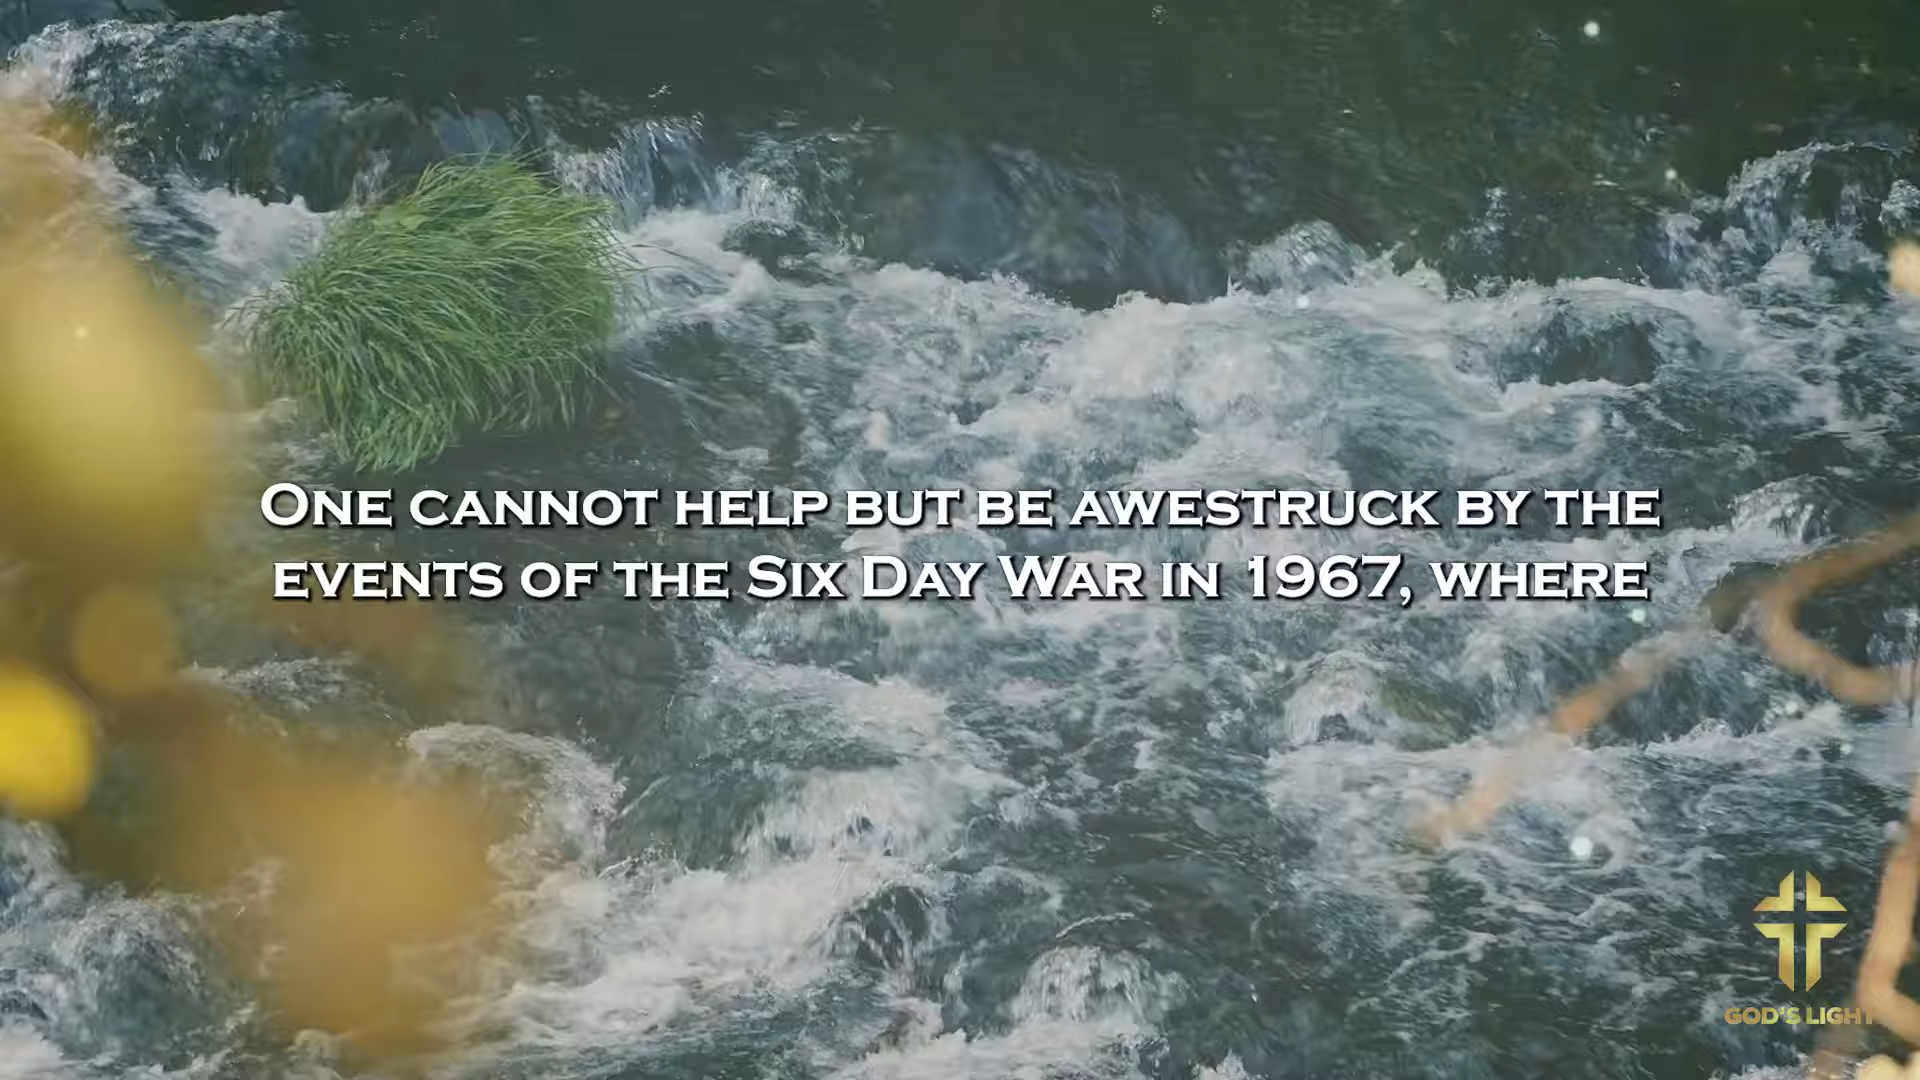 One cannot help but be awestruck by the
events of the Six Day War in 1967, where
GOD'S LIGHT